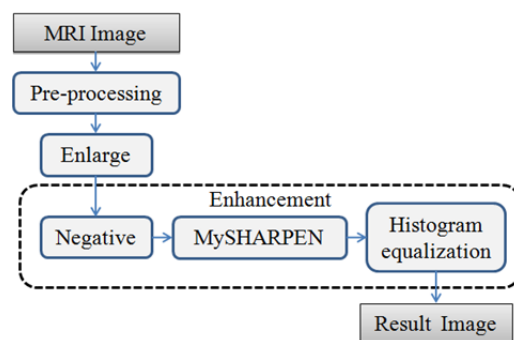 MRI Image
Pre-processing
Enlarge
Enhancement
Negative
MySHARPEN
Histogram
equalization
Result Image